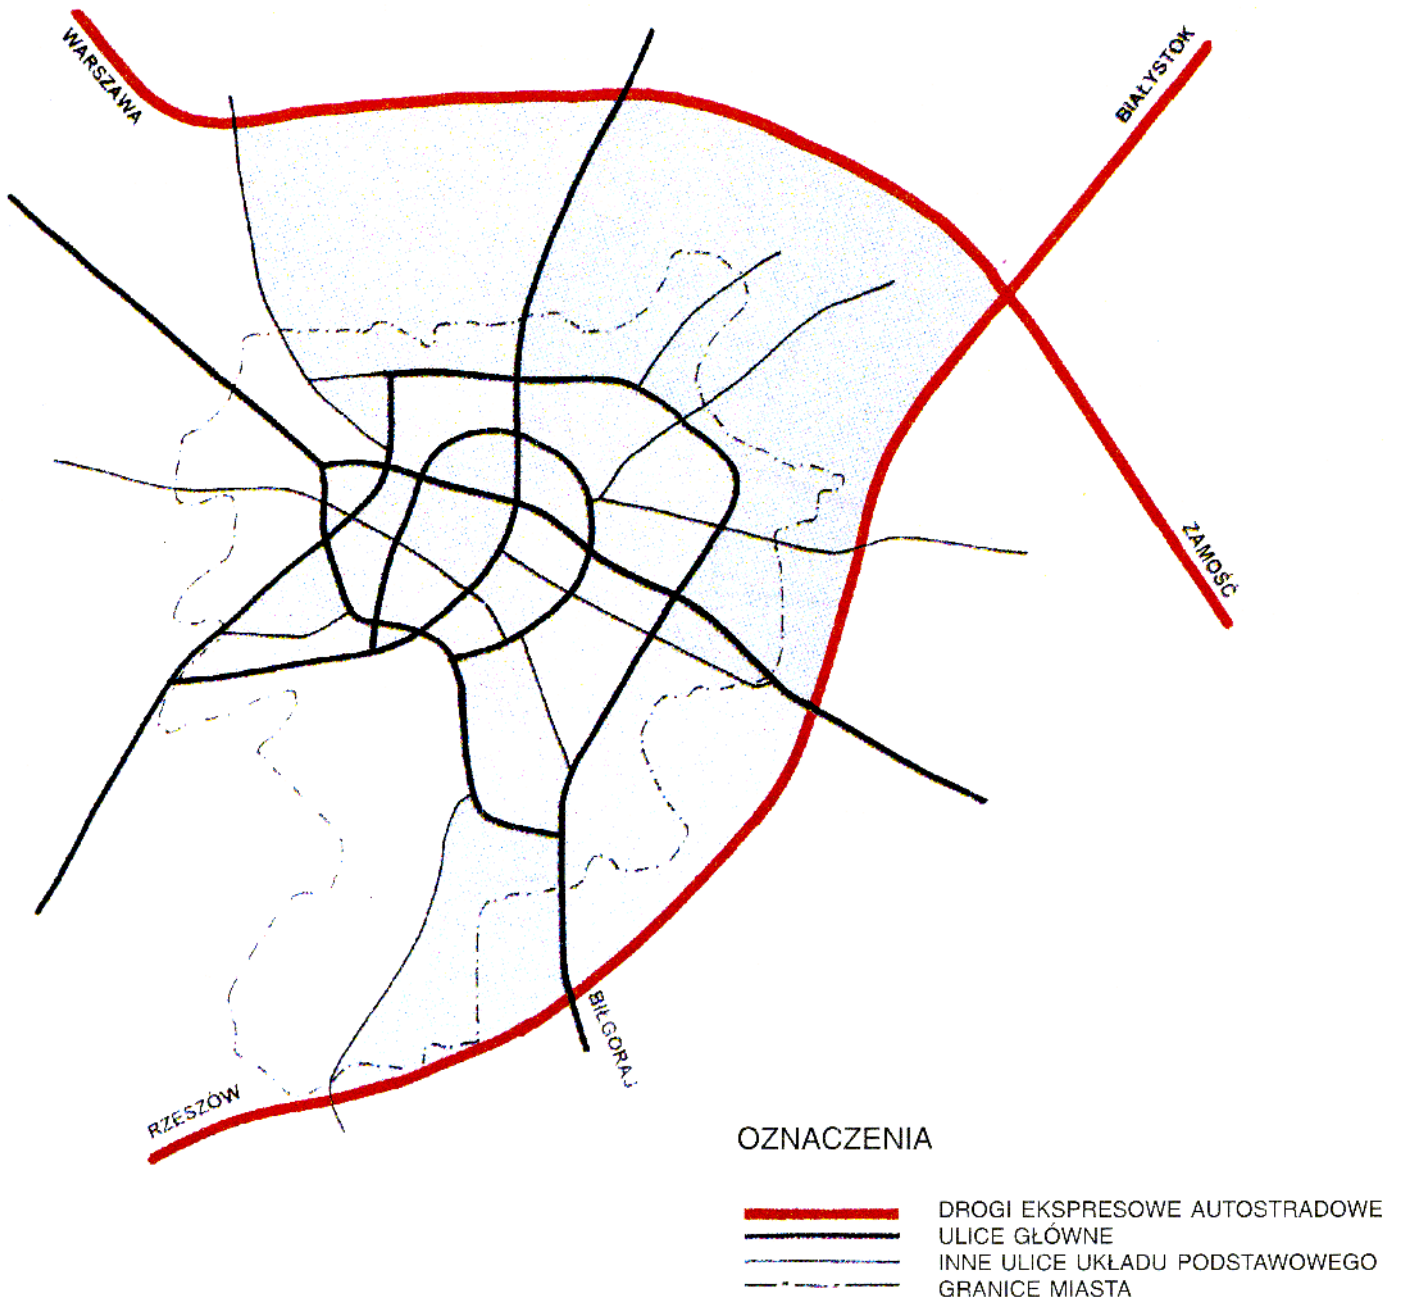 WARSZAWA
BIAŁYSTOK
ZAMOŚĆ
BIŁGORAJ
RZESZÓW
OZNACZENIA
DROGI EKSPRESOWE AUTOSTRADOWE
ULICE GŁÓWNE
INNE ULICE UKŁADU PODSTAWOWEGO
GRANICE MIASTA